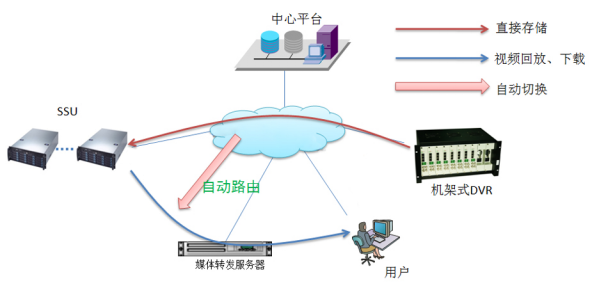 中心平台
直接存储
视频回放、下载
自动切换
SSU
自动路由
机架式DVR
媒体转发服务器
用户